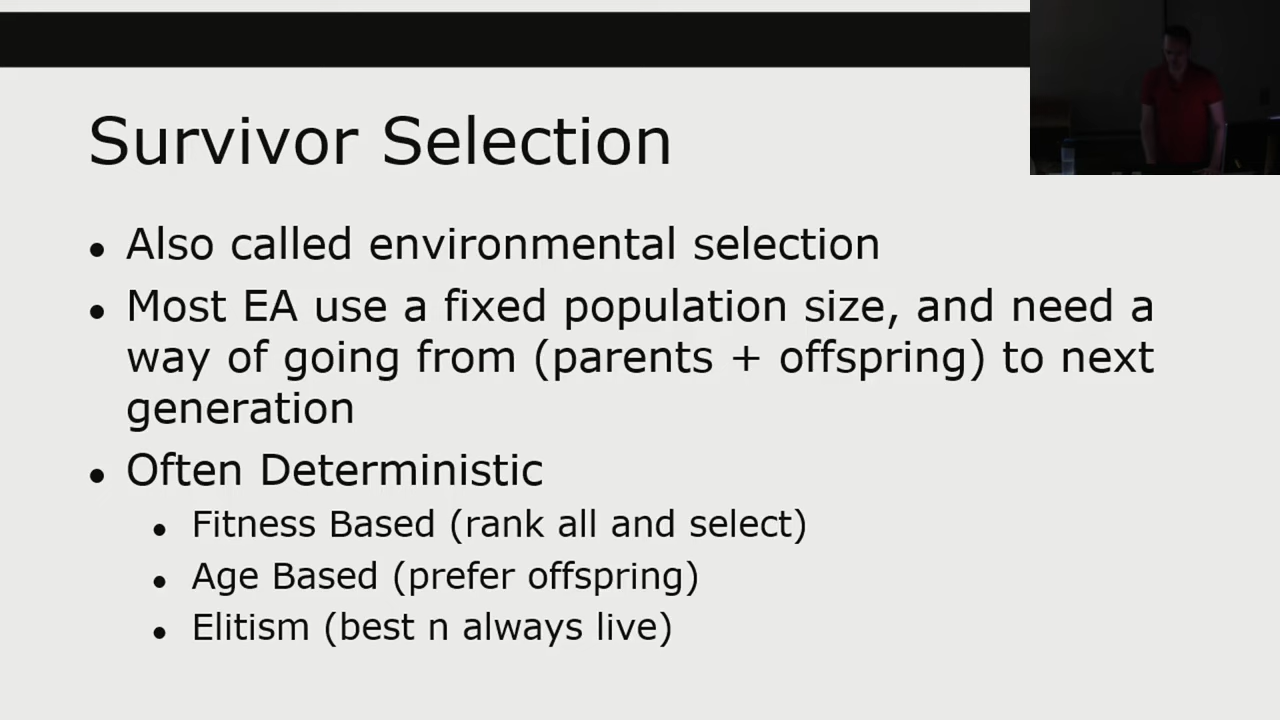 Survivor Selection
• Also called environmental selection
• Most EA use a fixed population size, and need a
way of going from (parents + offspring) to next
generation
• Often Deterministic
• Fitness Based (rank all and select)
• Age Based (prefer offspring)
• Elitism (best n always live)